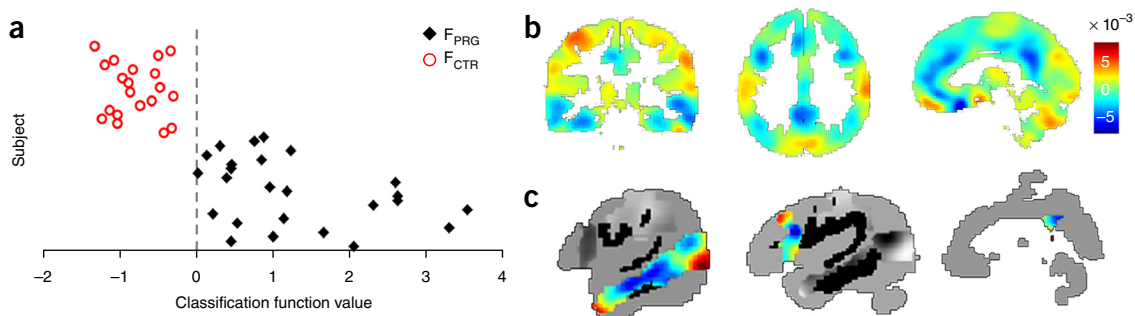 a
F_PRG
F_CTR
Subject
−2 −1 0 1 2 3 4
Classification function value
b
× 10⁻³
5
0
−5
c